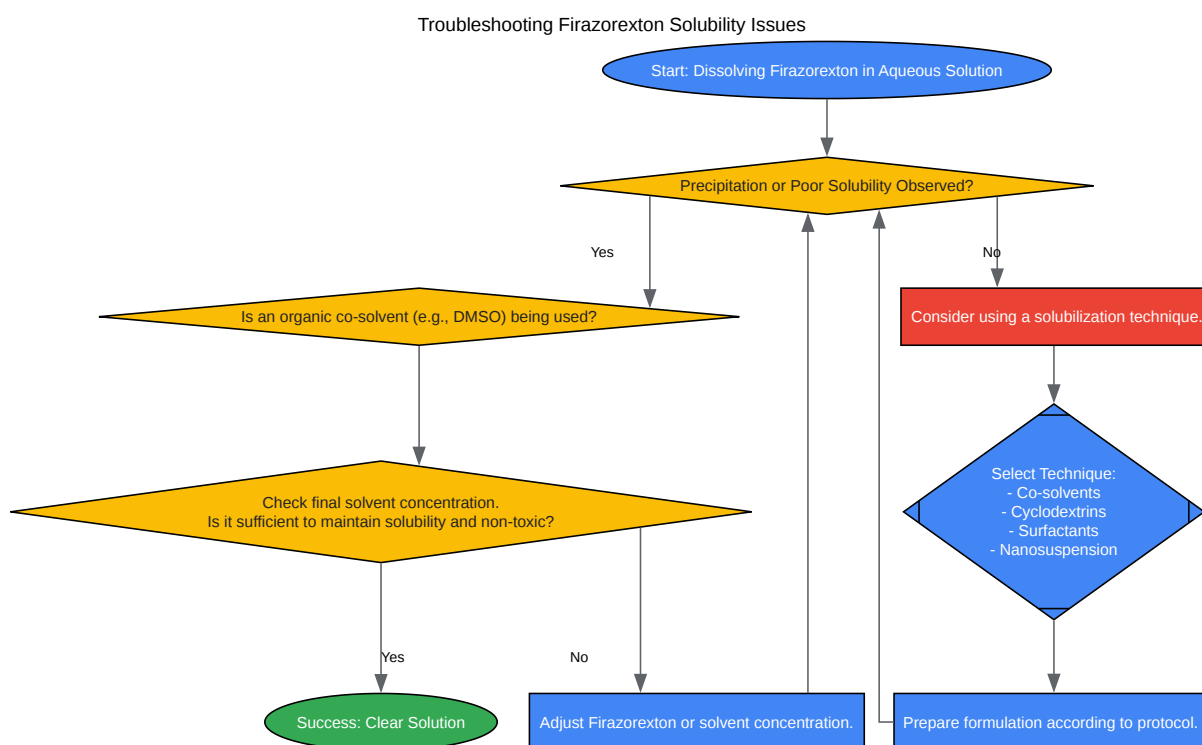 Troubleshooting Firazorexton Solubility Issues
Start: Dissolving Firazorexton in Aqueous Solution
Precipitation or Poor Solubility Observed?
Yes
No
Is an organic co-solvent (e.g., DMSO) being used?
Consider using a solubilization technique.
Select Technique:
- Co-solvents
- Cyclodextrins
- Surfactants
- Nanosuspension
Check final solvent concentration.
Is it sufficient to maintain solubility and non-toxic?
Yes
No
Success: Clear Solution
Adjust Firazorexton or solvent concentration.
Prepare formulation according to protocol.